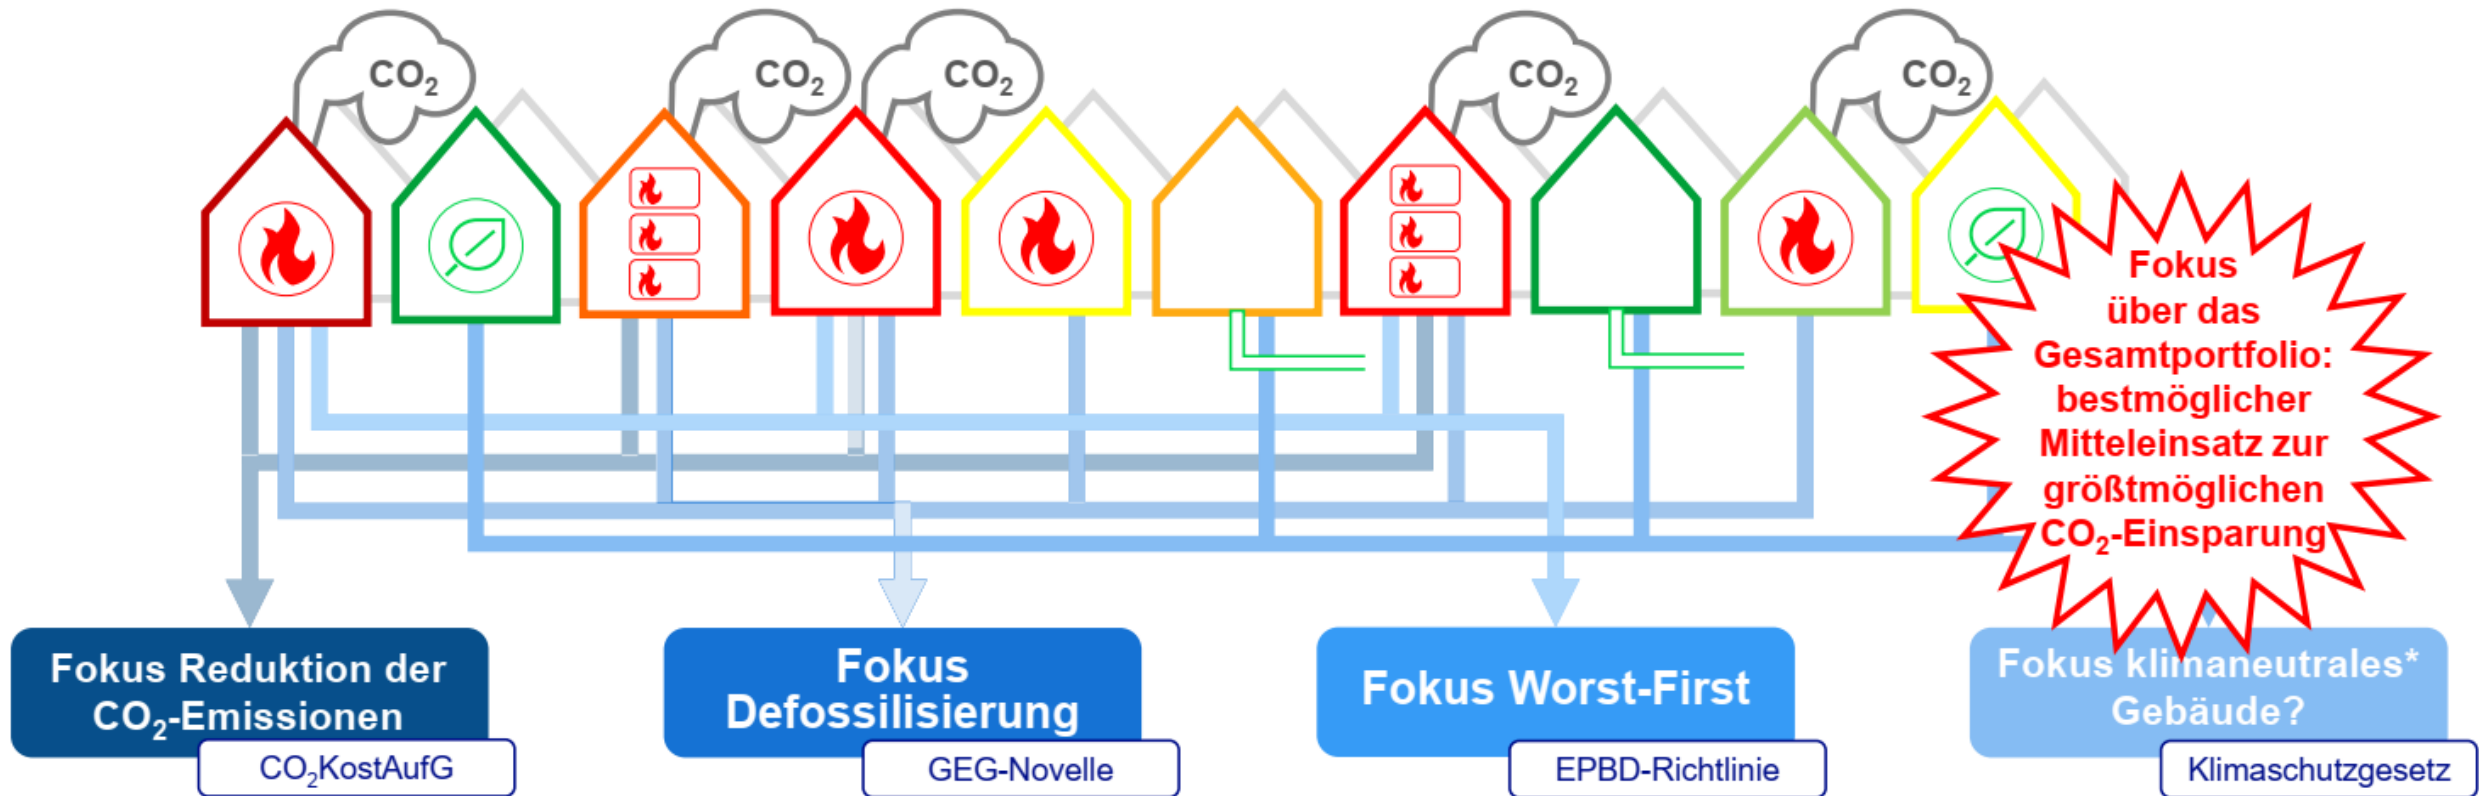 CO₂
CO₂
CO₂
CO₂
CO₂
Fokus
über das
Gesamtportfolio:
bestmöglicher
Mitteleinsatz zur
größtmöglichen
CO₂-Einsparung
Fokus Reduktion der
CO₂-Emissionen
CO₂KostAufG
Fokus
Defossilisierung
GEG-Novelle
Fokus Worst-First
EPBD-Richtlinie
Fokus klimaneutrales*
Gebäude?
Klimaschutzgesetz